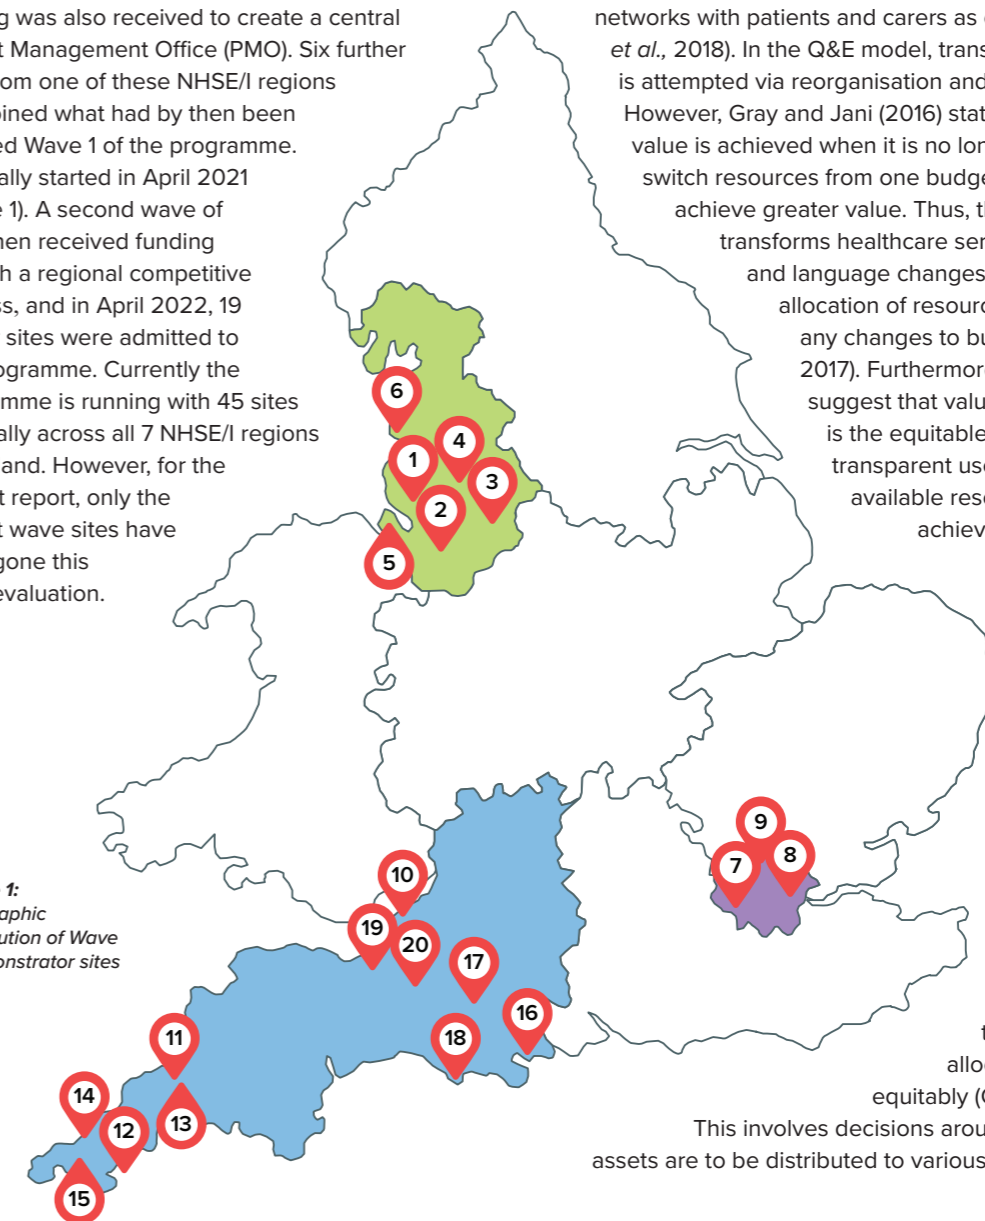 g was also received to create a central
t Management Office (PMO). Six further
om one of these NHSE/I regions
ined what had by then been
ed Wave 1 of the programme.
ally started in April 2021
e 1). A second wave of
hen received funding
h a regional competitive
ss, and in April 2022, 19
sites were admitted to
ogramme. Currently the
mme is running with 45 sites
ally across all 7 NHSE/I regions
land. However, for the
t report, only the
t wave sites have
gone this
evaluation.
1:
aphic
ution of Wave
onstrator sites
networks with patients and carers as
et al., 2018). In the Q&E model, trans
is attempted via reorganisation and
However, Gray and Jani (2016) stat
value is achieved when it is no lon
switch resources from one budge
achieve greater value. Thus, t
transforms healthcare ser
and language changes
allocation of resourc
any changes to bu
2017). Furthermor
suggest that valu
is the equitable
transparent use
available rese
achiev
t
allo
equitably (
This involves decisions arou
assets are to be distributed to various
6
4
1
3
2
5
9
8
7
10
19
20
17
16
18
11
14
12
13
15